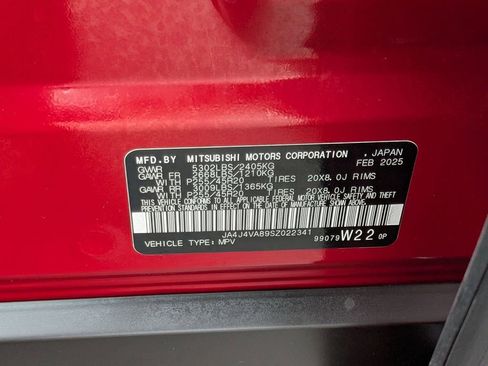 MFD.BY MITSUBISHI MOTORS CORPORATION, JAPAN
GVWR 5302LBS/2405KG FEB 2025
GAWR FR 2668LBS/1210KG
WITH P255/45R20 TIRES 20X8.0J RIMS
GAWR RR 3009LBS/1365KG
WITH P255/45R20 TIRES 20X8.0J RIMS
THIS VEHICLE CONFORMS TO ALL APPLICABLE FEDERAL MOTOR VEHICLE SAFETY AND THEFT
PREVENTION STANDARDS IN EFFECT ON THE DATE OF MANUFACTURE SHOWN ABOVE.
JA4J4VAB9SZ022341
VEHICLE TYPE: MPV 99079 W22 0P